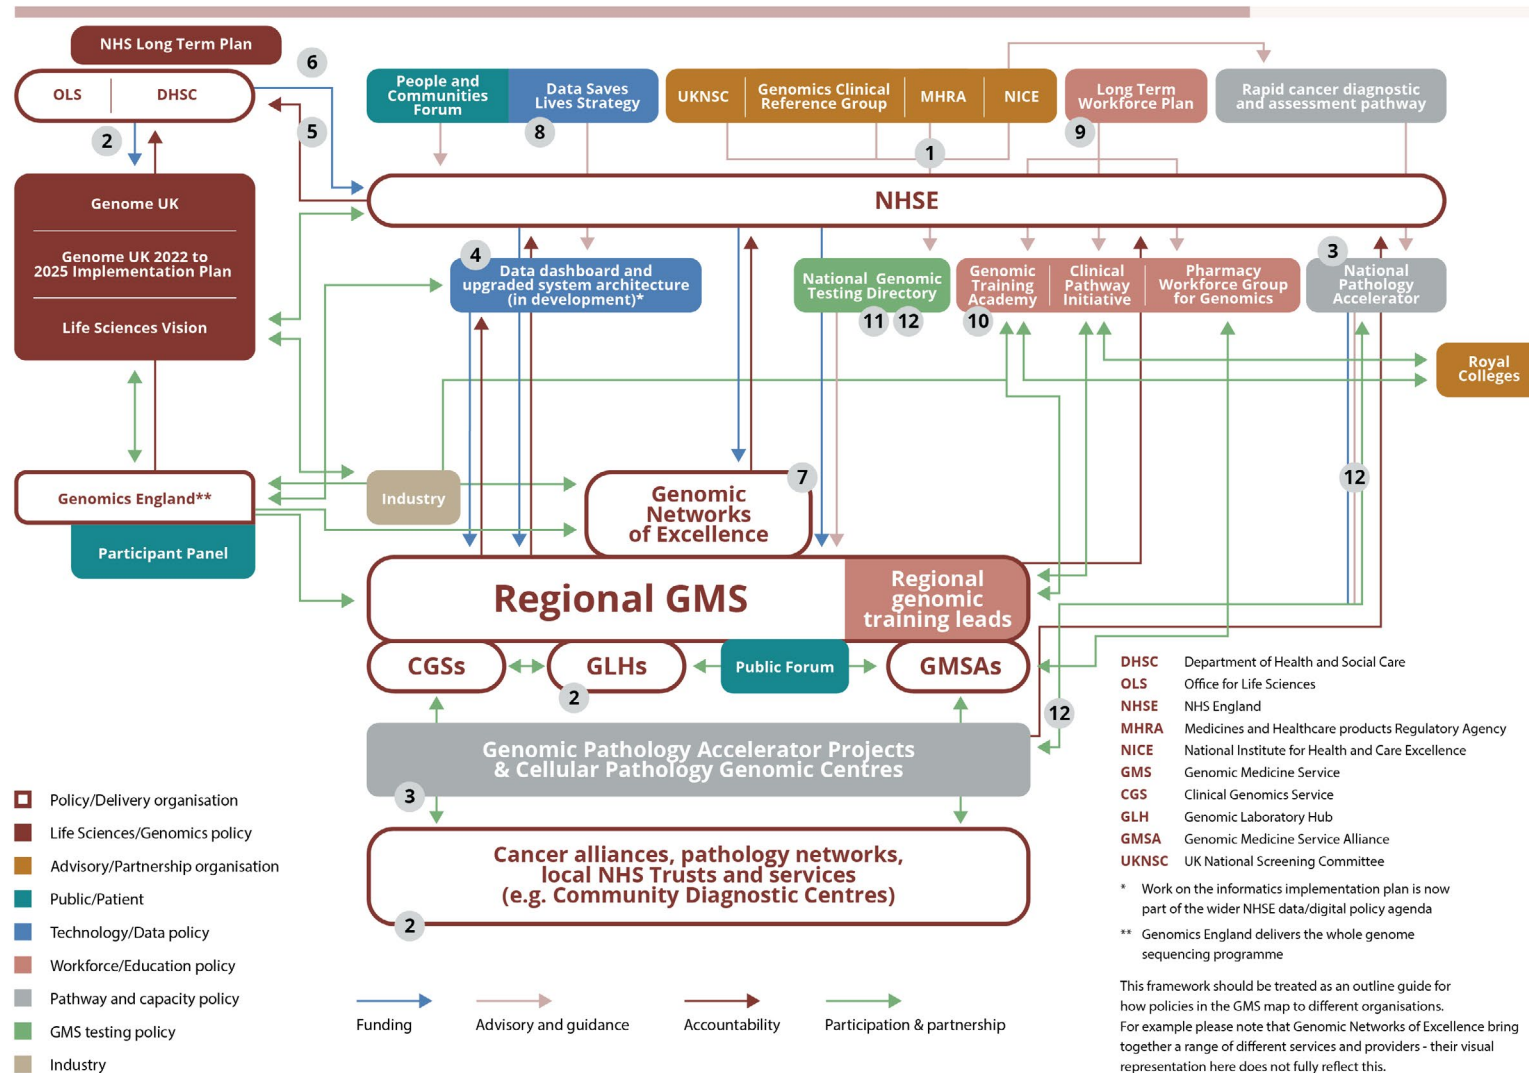 NHS Long Term Plan
OLS
DHSC
6
2
5
People and
Communities
Forum
Data Saves
Lives Strategy
8
UKNSC
Genomics Clinical
Reference Group
MHRA
NICE
1
Long Term
Workforce Plan
9
Rapid cancer diagnostic
and assessment pathway
NHSE
Genome UK
Genome UK 2022 to
2025 Implementation Plan
Life Sciences Vision
4
Data dashboard and
upgraded system architecture
(in development)*
National Genomic
Testing Directory
11
12
Genomic
Training
Academy
10
Clinical
Pathway
Initiative
Pharmacy
Workforce Group
for Genomics
3
National
Pathology
Accelerator
Royal
Colleges
12
Genomics England**
Participant Panel
Industry
7
Genomic
Networks
of Excellence
Regional GMS
Regional
genomic
training leads
CGSs
GLHs
2
Public Forum
GMSAs
12
Genomic Pathology Accelerator Projects
& Cellular Pathology Genomic Centres
3
Cancer alliances, pathology networks,
local NHS Trusts and services
(e.g. Community Diagnostic Centres)
2
Policy/Delivery organisation
Life Sciences/Genomics policy
Advisory/Partnership organisation
Public/Patient
Technology/Data policy
Workforce/Education policy
Pathway and capacity policy
GMS testing policy
Industry
Funding
Advisory and guidance
Accountability
Participation & partnership
DHSC Department of Health and Social Care
OLS Office for Life Sciences
NHSE NHS England
MHRA Medicines and Healthcare products Regulatory Agency
NICE National Institute for Health and Care Excellence
GMS Genomic Medicine Service
CGS Clinical Genomics Service
GLH Genomic Laboratory Hub
GMSA Genomic Medicine Service Alliance
UKNSC UK National Screening Committee
* Work on the informatics implementation plan is now
part of the wider NHSE data/digital policy agenda
** Genomics England delivers the whole genome
sequencing programme
This framework should be treated as an outline guide for
how policies in the GMS map to different organisations.
For example please note that Genomic Networks of Excellence bring
together a range of different services and providers - their visual
representation here does not fully reflect this.